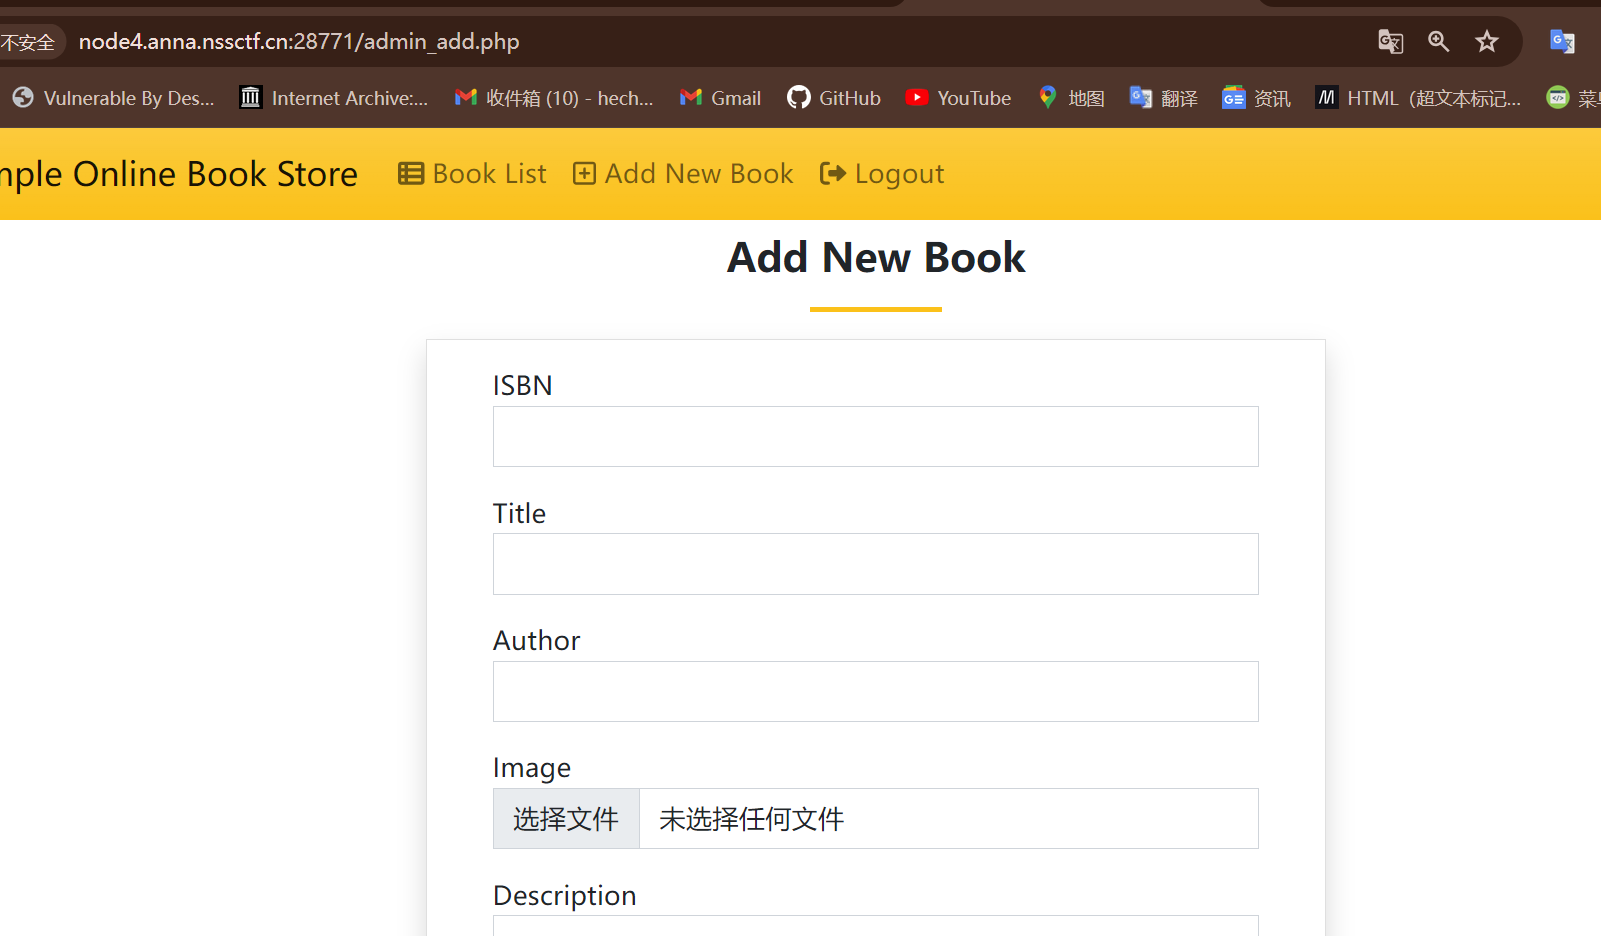 不安全 node4.anna.nssctf.cn:28771/admin_add.php
Vulnerable By Des... Internet Archive:... 收件箱 (10) - hech... Gmail GitHub YouTube 地图 翻译 资讯 HTML（超文本标记...
Online Book Store Book List Add New Book Logout
Add New Book
ISBN
Title
Author
Image
选择文件 未选择任何文件
Description